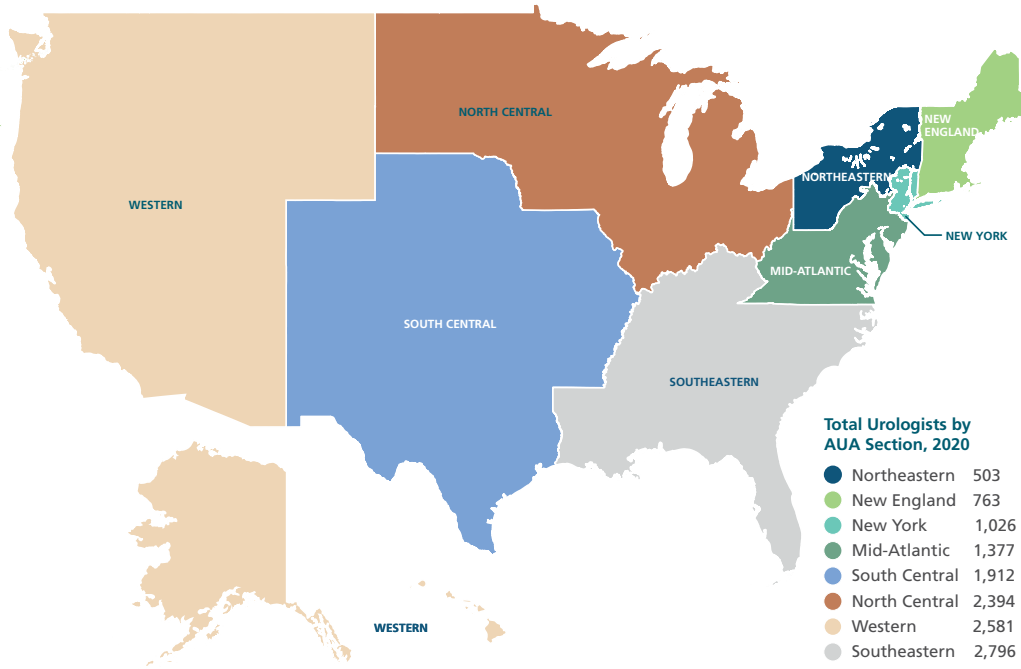 NORTH CENTRAL
NEW
ENGLAND
NORTHEASTERN
WESTERN
NEW YORK
MID-ATLANTIC
SOUTH CENTRAL
SOUTHEASTERN
WESTERN
Total Urologists by
AUA Section, 2020
Northeastern 503
New England 763
New York 1,026
Mid-Atlantic 1,377
South Central 1,912
North Central 2,394
Western 2,581
Southeastern 2,796